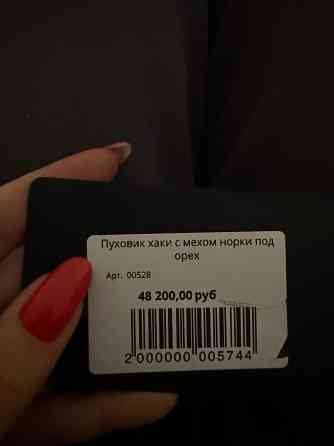 Пуховик хаки с мехом норки под
орех
Арт. 00528
48 200,00 руб
2 000000 005744